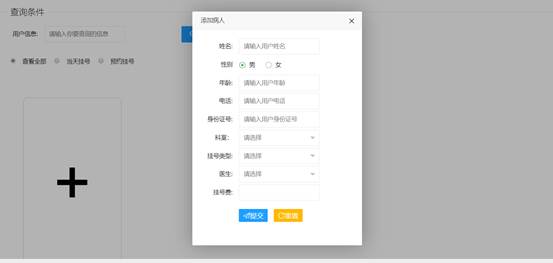 查询条件
用户信息:
请输入你要查阅的信息
查看全部 当天挂号 预约挂号
添加病人
姓名:
请输入用户姓名
性别 男 女
年龄:
请输入用户年龄
电话:
请输入用户电话
身份证号:
请输入用户身份证号
科室:
请选择
挂号类型:
请选择
医生:
请选择
挂号费:
提交 重置